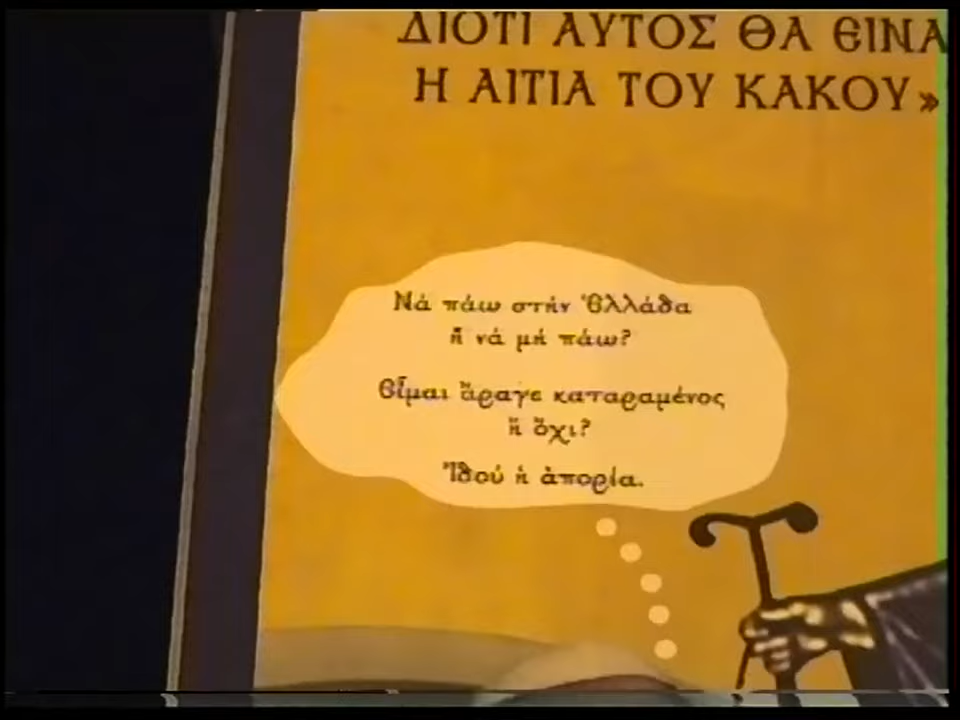 ΔΙΟΤΙ ΑΥΤΟΣ ΘΑ ΕΙΝΑ
Η ΑΙΤΙΑ ΤΟΥ ΚΑΚΟΥ»
Νά πάω στήν Ἑλλάδα
ἤ νά μή πάω?
Εἶμαι ἄραγε καταραμένος
ἤ ὄχι?
Ἰδού ἡ ἀπορία.